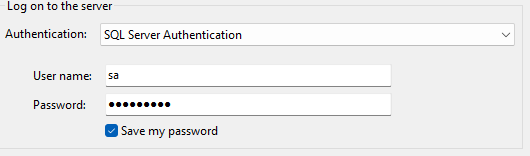 Log on to the server
Authentication: SQL Server Authentication
User name: sa
Password: ●●●●●●●●●
Save my password